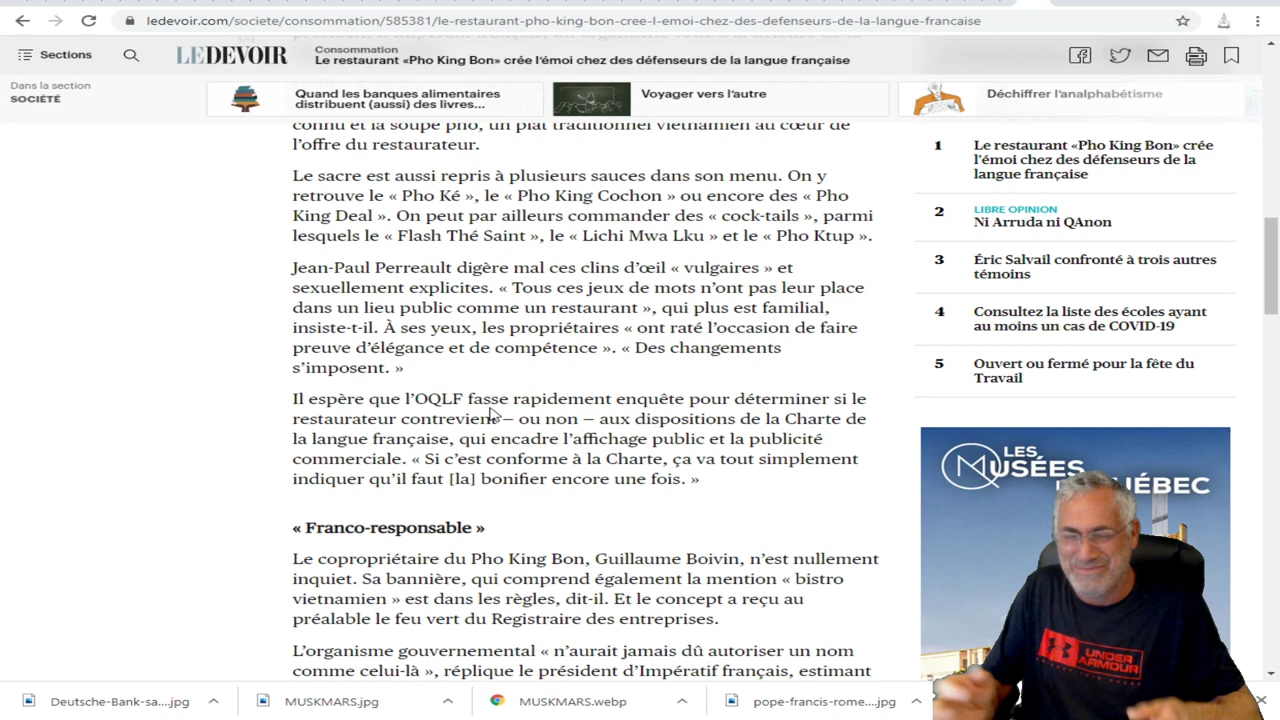 ledevoir.com/societe/consommation/585381/le-restaurant-pho-king-bon-cree-l-emoi-chez-des-defenseurs-de-la-langue-francaise
Sections
LE DEVOIR
Consommation
Le restaurant «Pho King Bon» crée l'émoi chez des défenseurs de la langue française
Dans la section
SOCIÉTÉ
Quand les banques alimentaires
distribuent (aussi) des livres...
Voyager vers l'autre
Déchiffrer l'analphabétisme
connu et la soupe pho, un plat traditionnel vietnamien au cœur de
l'offre du restaurateur.
Le sacre est aussi repris à plusieurs sauces dans son menu. On y
retrouve le « Pho Ké », le « Pho King Cochon » ou encore des « Pho
King Deal ». On peut par ailleurs commander des « cock-tails », parmi
lesquels le « Flash Thé Saint », le « Lichi Mwa Lku » et le « Pho Ktup ».
Jean-Paul Perreault digère mal ces clins d'œil « vulgaires » et
sexuellement explicites. « Tous ces jeux de mots n'ont pas leur place
dans un lieu public comme un restaurant », qui plus est familial,
insiste-t-il. À ses yeux, les propriétaires « ont raté l'occasion de faire
preuve d'élégance et de compétence ». « Des changements
s'imposent. »
Il espère que l'OQLF fasse rapidement enquête pour déterminer si le
restaurateur contrevient – ou non – aux dispositions de la Charte de
la langue française, qui encadre l'affichage public et la publicité
commerciale. « Si c'est conforme à la Charte, ça va tout simplement
indiquer qu'il faut [la] bonifier encore une fois. »
« Franco-responsable »
Le copropriétaire du Pho King Bon, Guillaume Boivin, n'est nullement
inquiet. Sa bannière, qui comprend également la mention « bistro
vietnamien » est dans les règles, dit-il. Et le concept a reçu au
préalable le feu vert du Registraire des entreprises.
L'organisme gouvernemental « n'aurait jamais dû autoriser un nom
comme celui-là », réplique le président d'Impératif français, estimant
1 Le restaurant «Pho King Bon» crée
l'émoi chez des défenseurs de la
langue française
2 LIBRE OPINION
Ni Arruda ni QAnon
3 Éric Salvail confronté à trois autres
témoins
4 Consultez la liste des écoles ayant
au moins un cas de COVID-19
5 Ouvert ou fermé pour la fête du
Travail
M LES
MUSÉES
QUÉBEC
UNDER
ARMOUR
Deutsche-Bank-sa....jpg
MUSKMARS.jpg
MUSKMARS.webp
pope-francis-rome....jpg